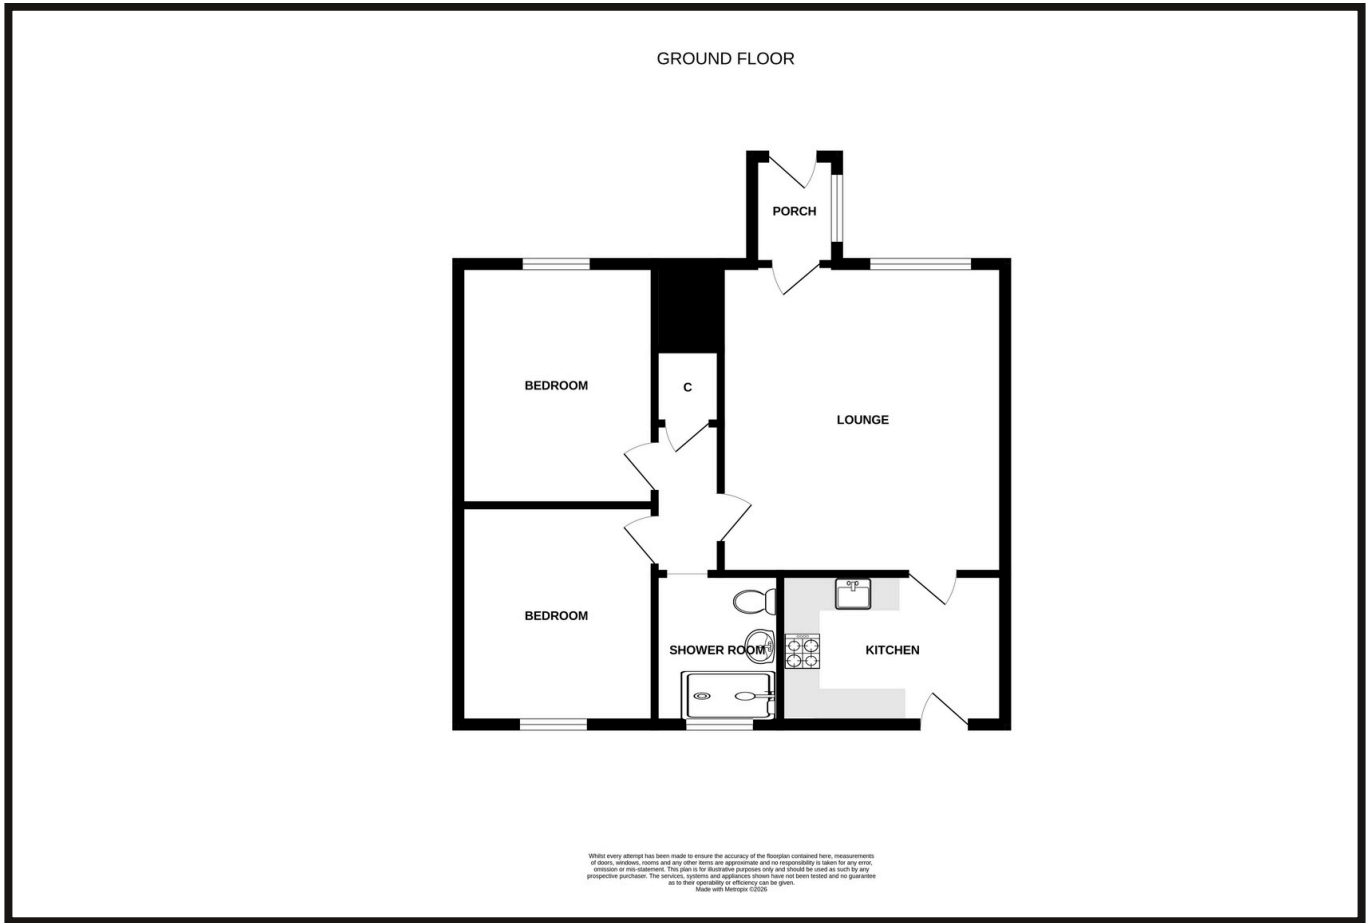 GROUND FLOOR
PORCH
BEDROOM
C
LOUNGE
BEDROOM
SHOWER ROOM
KITCHEN
Whilst every attempt has been made to ensure the accuracy of the floorplan contained here, measurements
of doors, windows, rooms and any other items are approximate and no responsibility is taken for any error,
omission or mis-statement. This plan is for illustrative purposes only and should be used as such by any
prospective purchaser. The services, systems and appliances shown have not been tested and no guarantee
as to their operability or efficiency can be given.
Made with Metropix ©2026